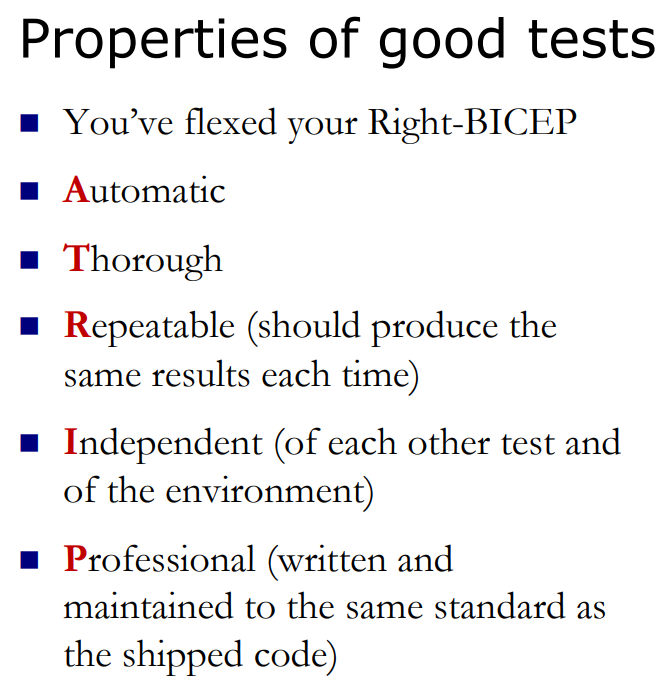 Properties of good tests
You’ve flexed your Right-BICEP
Automatic
Thorough
Repeatable (should produce the
same results each time)
Independent (of each other test and
of the environment)
Professional (written and
maintained to the same standard as
the shipped code)